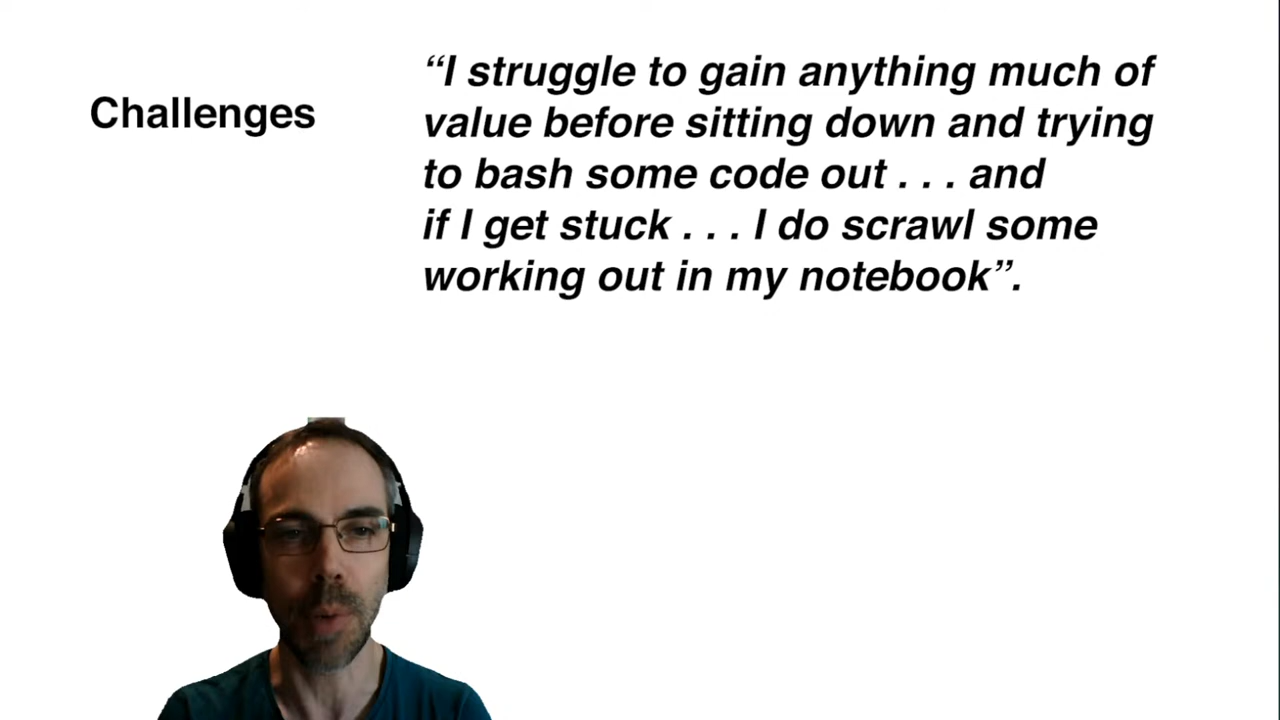 Challenges
“I struggle to gain anything much of
value before sitting down and trying
to bash some code out . . . and
if I get stuck . . . I do scrawl some
working out in my notebook”.